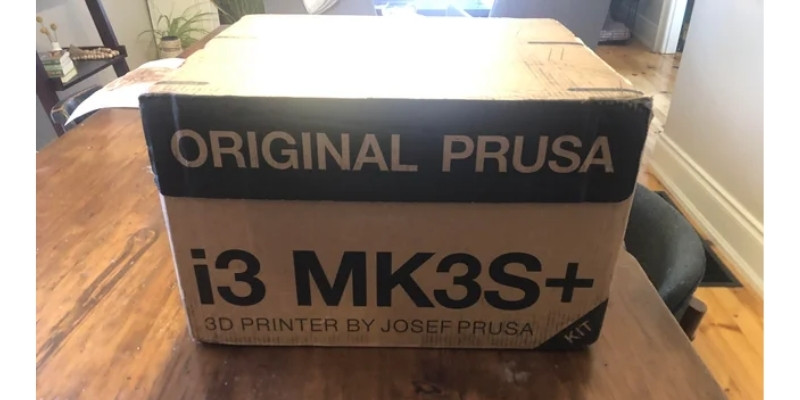 ORIGINAL PRUSA
i3 MK3S+
3D PRINTER BY JOSEF PRUSA
KIT